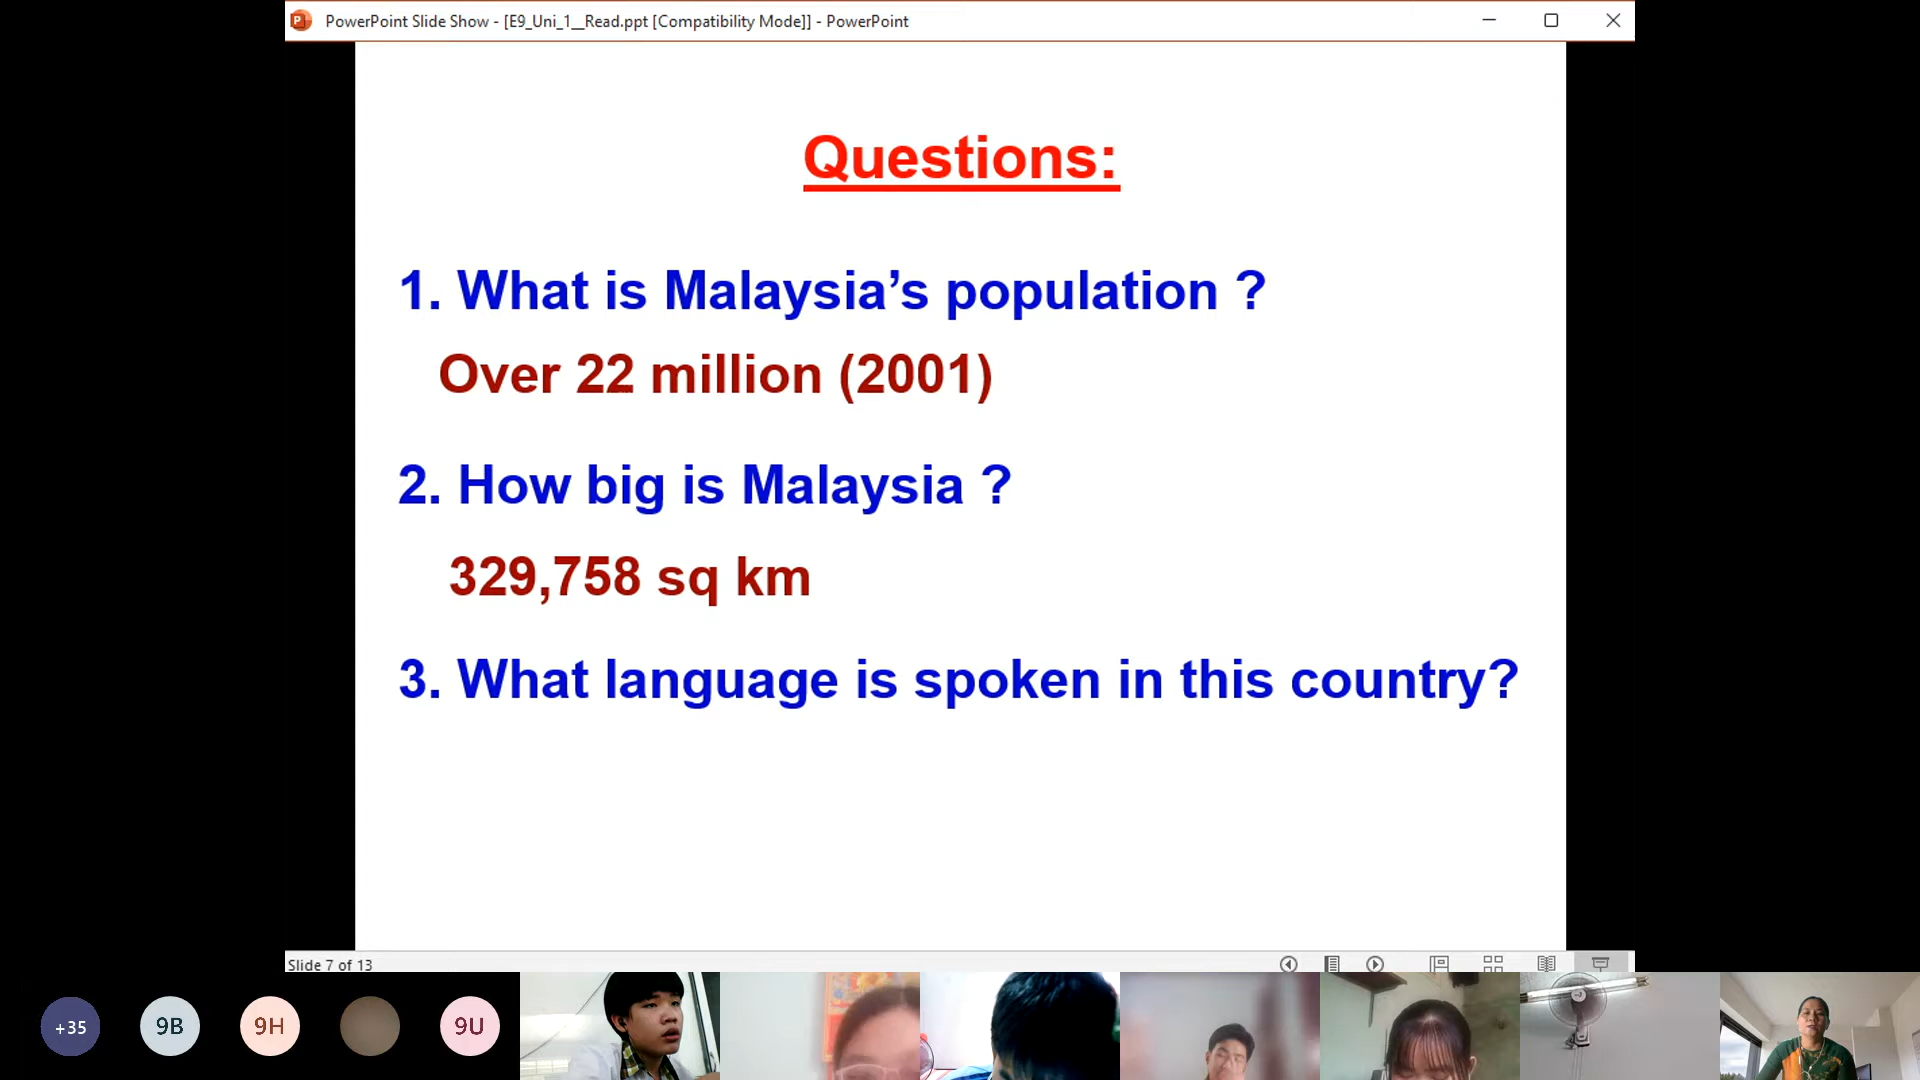 PowerPoint Slide Show - [E9_Uni_1__Read.ppt [Compatibility Mode]] - PowerPoint
Questions:
1. What is Malaysia’s population ?
Over 22 million (2001)
2. How big is Malaysia ?
329,758 sq km
3. What language is spoken in this country?
Slide 7 of 13
+35
9B
9H
9U